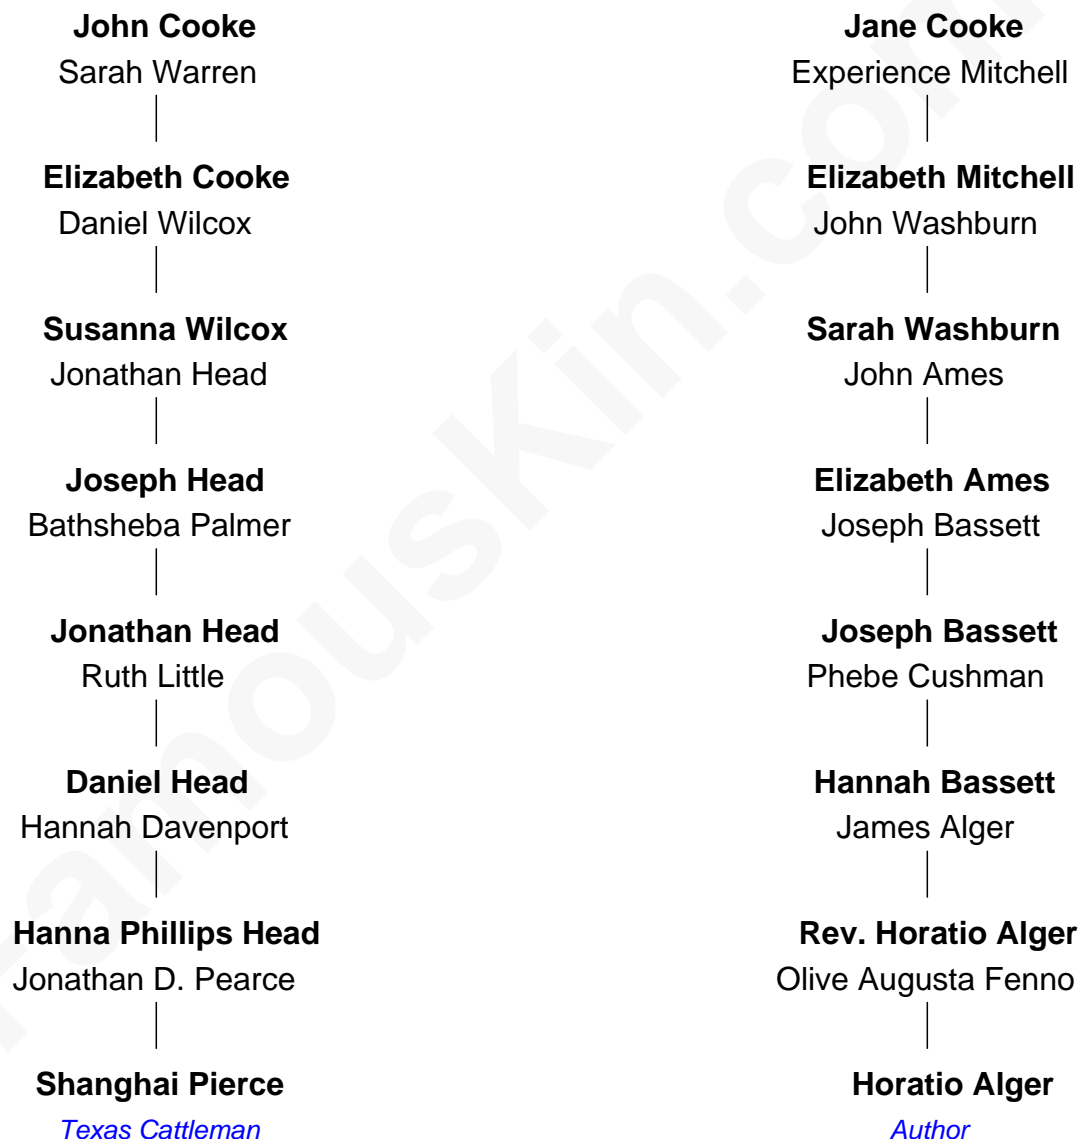 John Cooke
Sarah Warren
Elizabeth Cooke
Daniel Wilcox
Susanna Wilcox
Jonathan Head
Joseph Head
Bathsheba Palmer
Jonathan Head
Ruth Little
Daniel Head
Hannah Davenport
Hanna Phillips Head
Jonathan D. Pearce
Shanghai Pierce
Texas Cattleman
Jane Cooke
Experience Mitchell
Elizabeth Mitchell
John Washburn
Sarah Washburn
John Ames
Elizabeth Ames
Joseph Bassett
Joseph Bassett
Phebe Cushman
Hannah Bassett
James Alger
Rev. Horatio Alger
Olive Augusta Fenno
Horatio Alger
Author
FamousKin.com